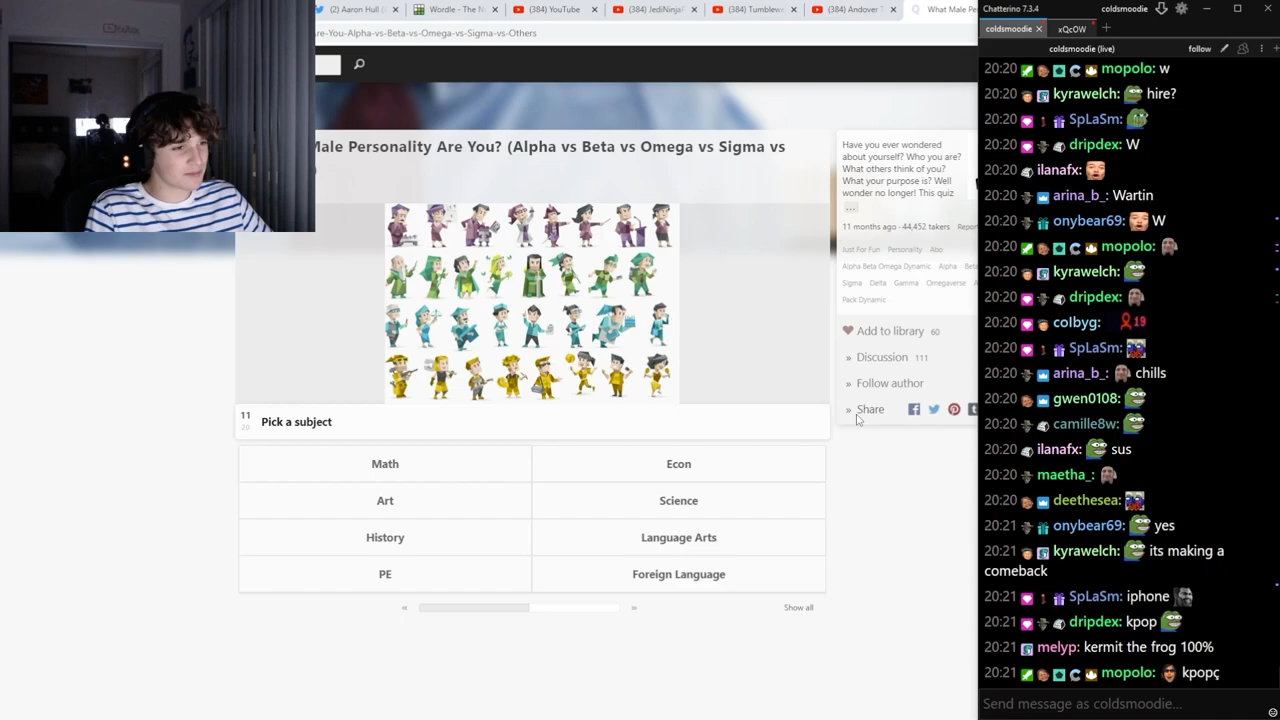 (2) Aaron Hull (
Wordle - The N
(384) YouTube
(384) JediNinja
(384) Tumblew
(384) Andover T
What Male Pe
re-You-Alpha-vs-Beta-vs-Omega-vs-Sigma-vs-Others
YouTube
Male Personality Are You? (Alpha vs Beta vs Omega vs Sigma vs
11
20
Pick a subject
Math
Econ
Art
Science
History
Language Arts
PE
Foreign Language
«
»
Show all
Have you ever wondered
about yourself? Who you are?
What others think of you?
What your purpose is? Well
wonder no longer! This quiz
...
11 months ago · 44,452 takers Repor
Just For Fun Personality Abo
Alpha Beta Omega Dynamic Alpha Beta
Sigma Delta Gamma Omegaverse A
Pack Dynamic
Add to library 60
» Discussion 111
» Follow author
» Share
Chatterino 7.3.4
coldsmoodie
coldsmoodie
xQcOW
coldsmoodie (live)
follow
20:20 mopolo: w
20:20 kyrawelch: hire?
20:20 SpLaSm:
20:20 dripdex: W
20:20 ilanafx:
20:20 arina_b_: Wartin
20:20 onybear69: W
20:20 mopolo:
20:20 kyrawelch:
20:20 dripdex:
20:20 colbyg: 19
20:20 SpLaSm:
20:20 arina_b_: chills
20:20 gwen0108:
20:20 camille8w:
20:20 ilanafx: sus
20:20 maetha_:
20:20 deethesea:
20:21 onybear69: yes
20:21 kyrawelch: its making a
comeback
20:21 SpLaSm: iphone
20:21 dripdex: kpop
20:21 melyp: kermit the frog 100%
20:21 mopolo: kpopç
Send message as coldsmoodie...